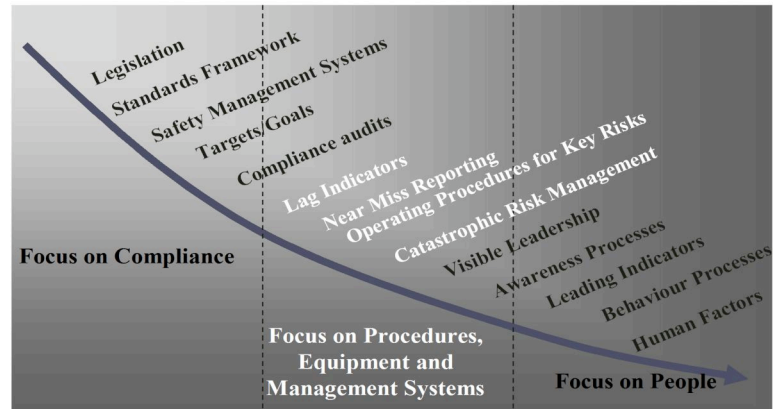 Legislation
Standards Framework
Safety Management Systems
Targets/Goals
Compliance audits
Lag Indicators
Near Miss Reporting
Operating Procedures for Key Risks
Catastrophic Risk Management
Visible Leadership
Awareness Processes
Leading Indicators
Behaviour Processes
Human Factors
Focus on Compliance
Focus on Procedures,
Equipment and
Management Systems
Focus on People